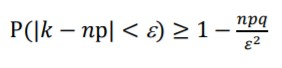 P(|k − np| < ε) ≥ 1 − npq/ε²